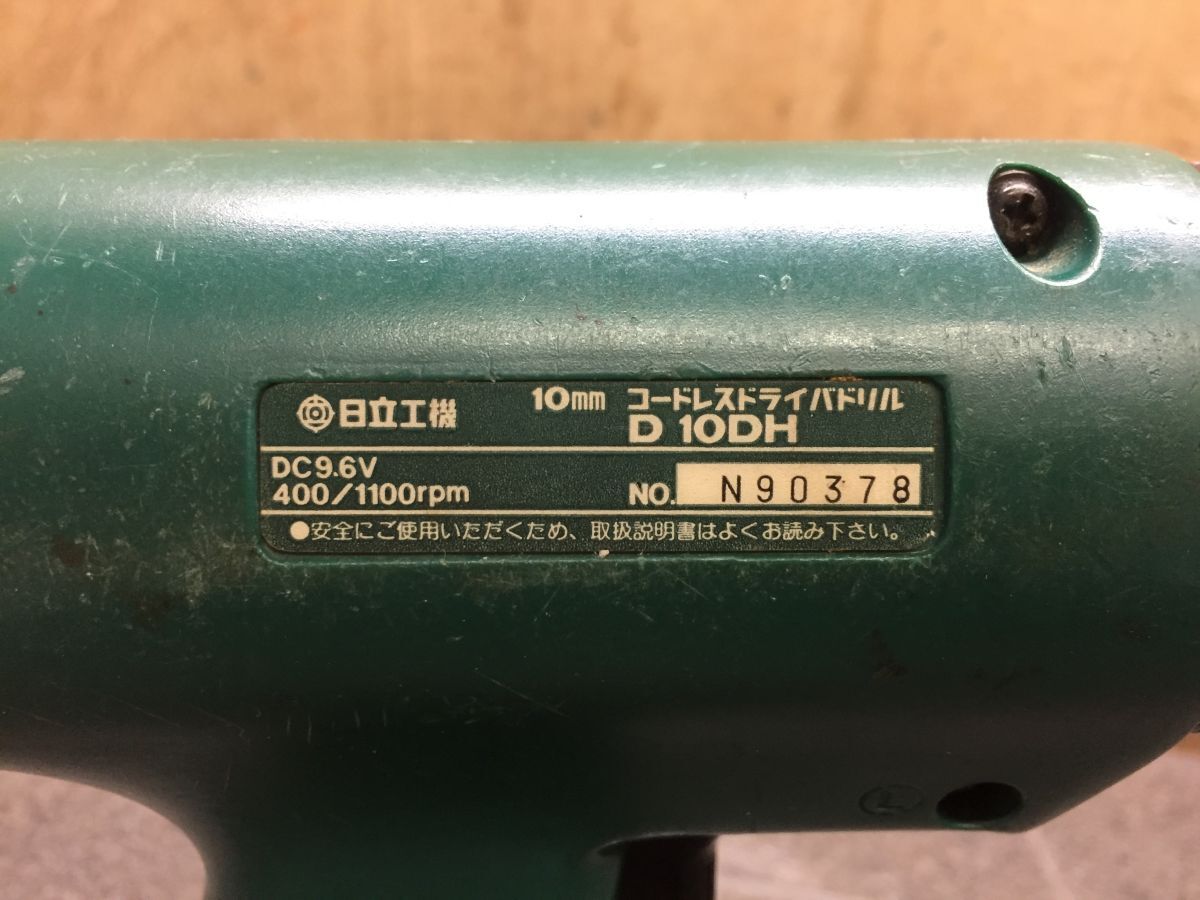 日立工機 10mm コードレスドライバドリル
D 10DH
DC9.6V
400/1100rpm NO. N90378
●安全にご使用いただくため、取扱説明書はよくお読み下さい。
L